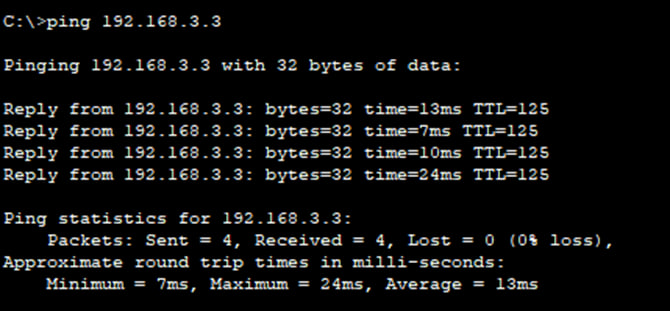 C:\>ping 192.168.3.3
Pinging 192.168.3.3 with 32 bytes of data:
Reply from 192.168.3.3: bytes=32 time=13ms TTL=125
Reply from 192.168.3.3: bytes=32 time=7ms TTL=125
Reply from 192.168.3.3: bytes=32 time=10ms TTL=125
Reply from 192.168.3.3: bytes=32 time=24ms TTL=125
Ping statistics for 192.168.3.3:
    Packets: Sent = 4, Received = 4, Lost = 0 (0% loss),
Approximate round trip times in milli-seconds:
    Minimum = 7ms, Maximum = 24ms, Average = 13ms